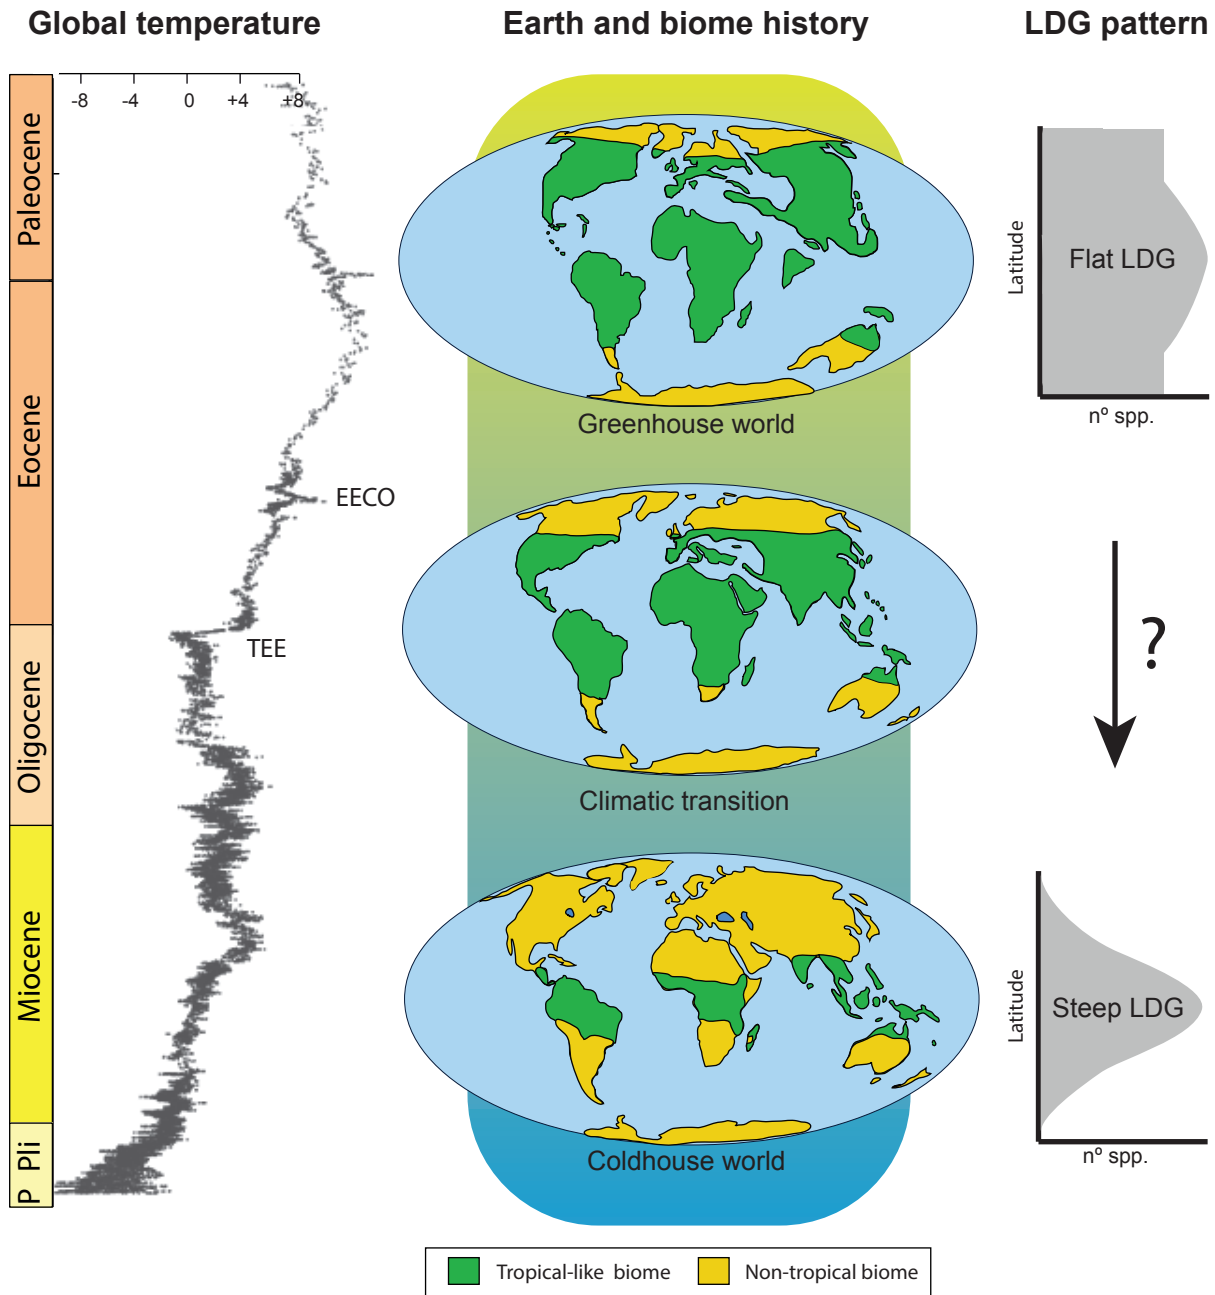 Global temperature
Earth and biome history
LDG pattern
-8 -4 0 +4 +8
Paleocene
Eocene
Oligocene
Miocene
Pli
P
EECO
TEE
Greenhouse world
Climatic transition
Coldhouse world
Latitude
Flat LDG
nº spp.
?
Latitude
Steep LDG
nº spp.
Tropical-like biome
Non-tropical biome